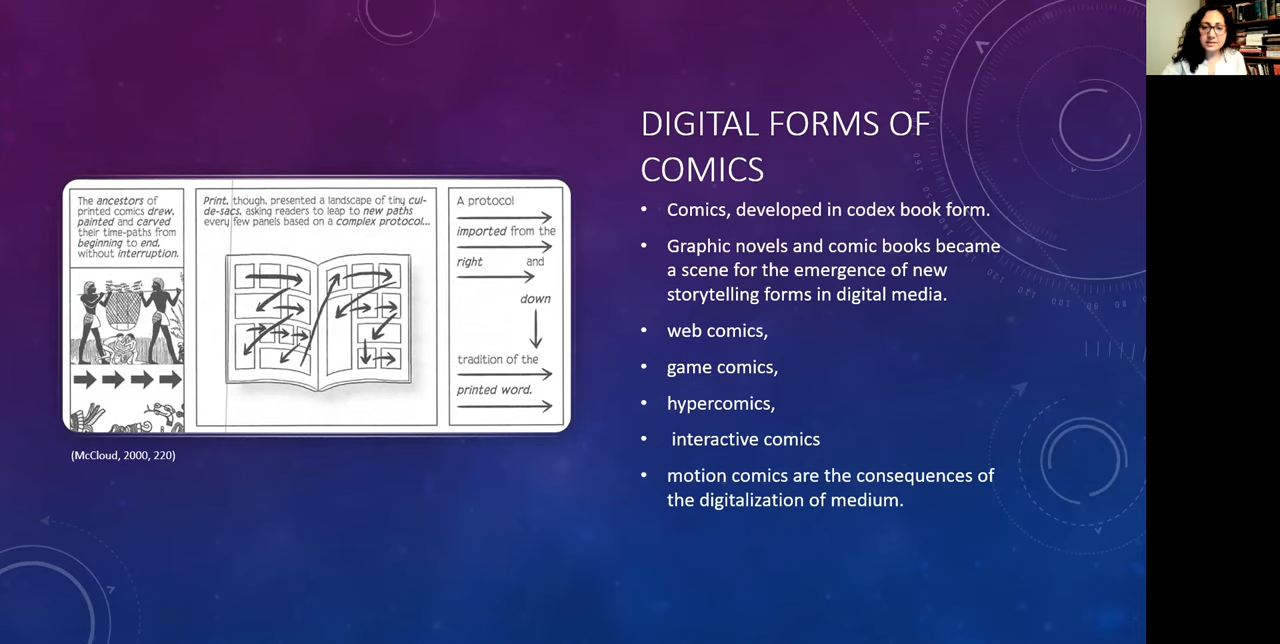 The ancestors of
printed comics drew,
painted and carved
their time-paths from
beginning to end,
without interruption.
Print, though, presented a landscape of tiny cul-
de-sacs, asking readers to leap to new paths
every few panels based on a complex protocol...
A protocol
imported from the
right and
down
tradition of the
printed word.
(McCloud, 2000, 220)
DIGITAL FORMS OF
COMICS
• Comics, developed in codex book form.
• Graphic novels and comic books became
a scene for the emergence of new
storytelling forms in digital media.
• web comics,
• game comics,
• hypercomics,
• interactive comics
• motion comics are the consequences of
the digitalization of medium.